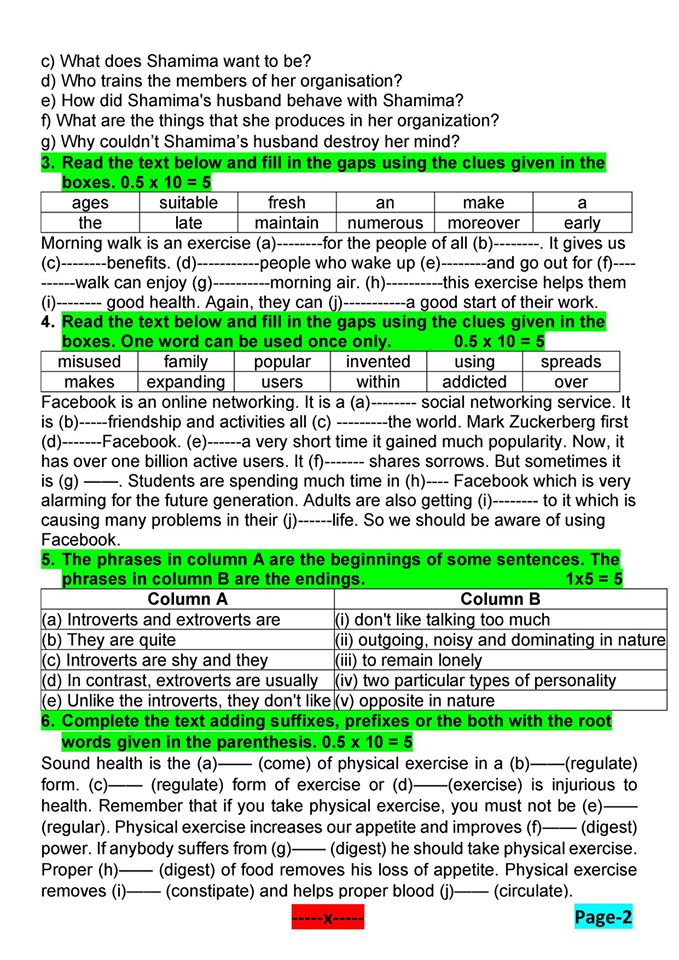 c) What does Shamima want to be?
d) Who trains the members of her organisation?
e) How did Shamima's husband behave with Shamima?
f) What are the things that she produces in her organization?
g) Why couldn't Shamima's husband destroy her mind?
3. Read the text below and fill in the gaps using the clues given in the
boxes. 0.5 x 10 = 5
ages suitable fresh an make a
the late maintain numerous moreover early
Morning walk is an exercise (a)--------for the people of all (b)--------. It gives us
(c)--------benefits. (d)-----------people who wake up (e)--------and go out for (f)----
------walk can enjoy (g)----------morning air. (h)----------this exercise helps them
(i)-------- good health. Again, they can (j)-----------a good start of their work.
4. Read the text below and fill in the gaps using the clues given in the
boxes. One word can be used once only. 0.5 x 10 = 5
misused family popular invented using spreads
makes expanding users within addicted over
Facebook is an online networking. It is a (a)-------- social networking service. It
is (b)-----friendship and activities all (c) ---------the world. Mark Zuckerberg first
(d)-------Facebook. (e)------a very short time it gained much popularity. Now, it
has over one billion active users. It (f)------- shares sorrows. But sometimes it
is (g) ——. Students are spending much time in (h)---- Facebook which is very
alarming for the future generation. Adults are also getting (i)-------- to it which is
causing many problems in their (j)------life. So we should be aware of using
Facebook.
5. The phrases in column A are the beginnings of some sentences. The
phrases in column B are the endings. 1x5 = 5
Column A Column B
(a) Introverts and extroverts are (i) don't like talking too much
(b) They are quite (ii) outgoing, noisy and dominating in nature
(c) Introverts are shy and they (iii) to remain lonely
(d) In contrast, extroverts are usually (iv) two particular types of personality
(e) Unlike the introverts, they don't like (v) opposite in nature
6. Complete the text adding suffixes, prefixes or the both with the root
words given in the parenthesis. 0.5 x 10 = 5
Sound health is the (a)—— (come) of physical exercise in a (b)——(regulate)
form. (c)—— (regulate) form of exercise or (d)——(exercise) is injurious to
health. Remember that if you take physical exercise, you must not be (e)——
(regular). Physical exercise increases our appetite and improves (f)—— (digest)
power. If anybody suffers from (g)—— (digest) he should take physical exercise.
Proper (h)—— (digest) of food removes his loss of appetite. Physical exercise
removes (i)—— (constipate) and helps proper blood (j)—— (circulate).
-----x-----
Page-2